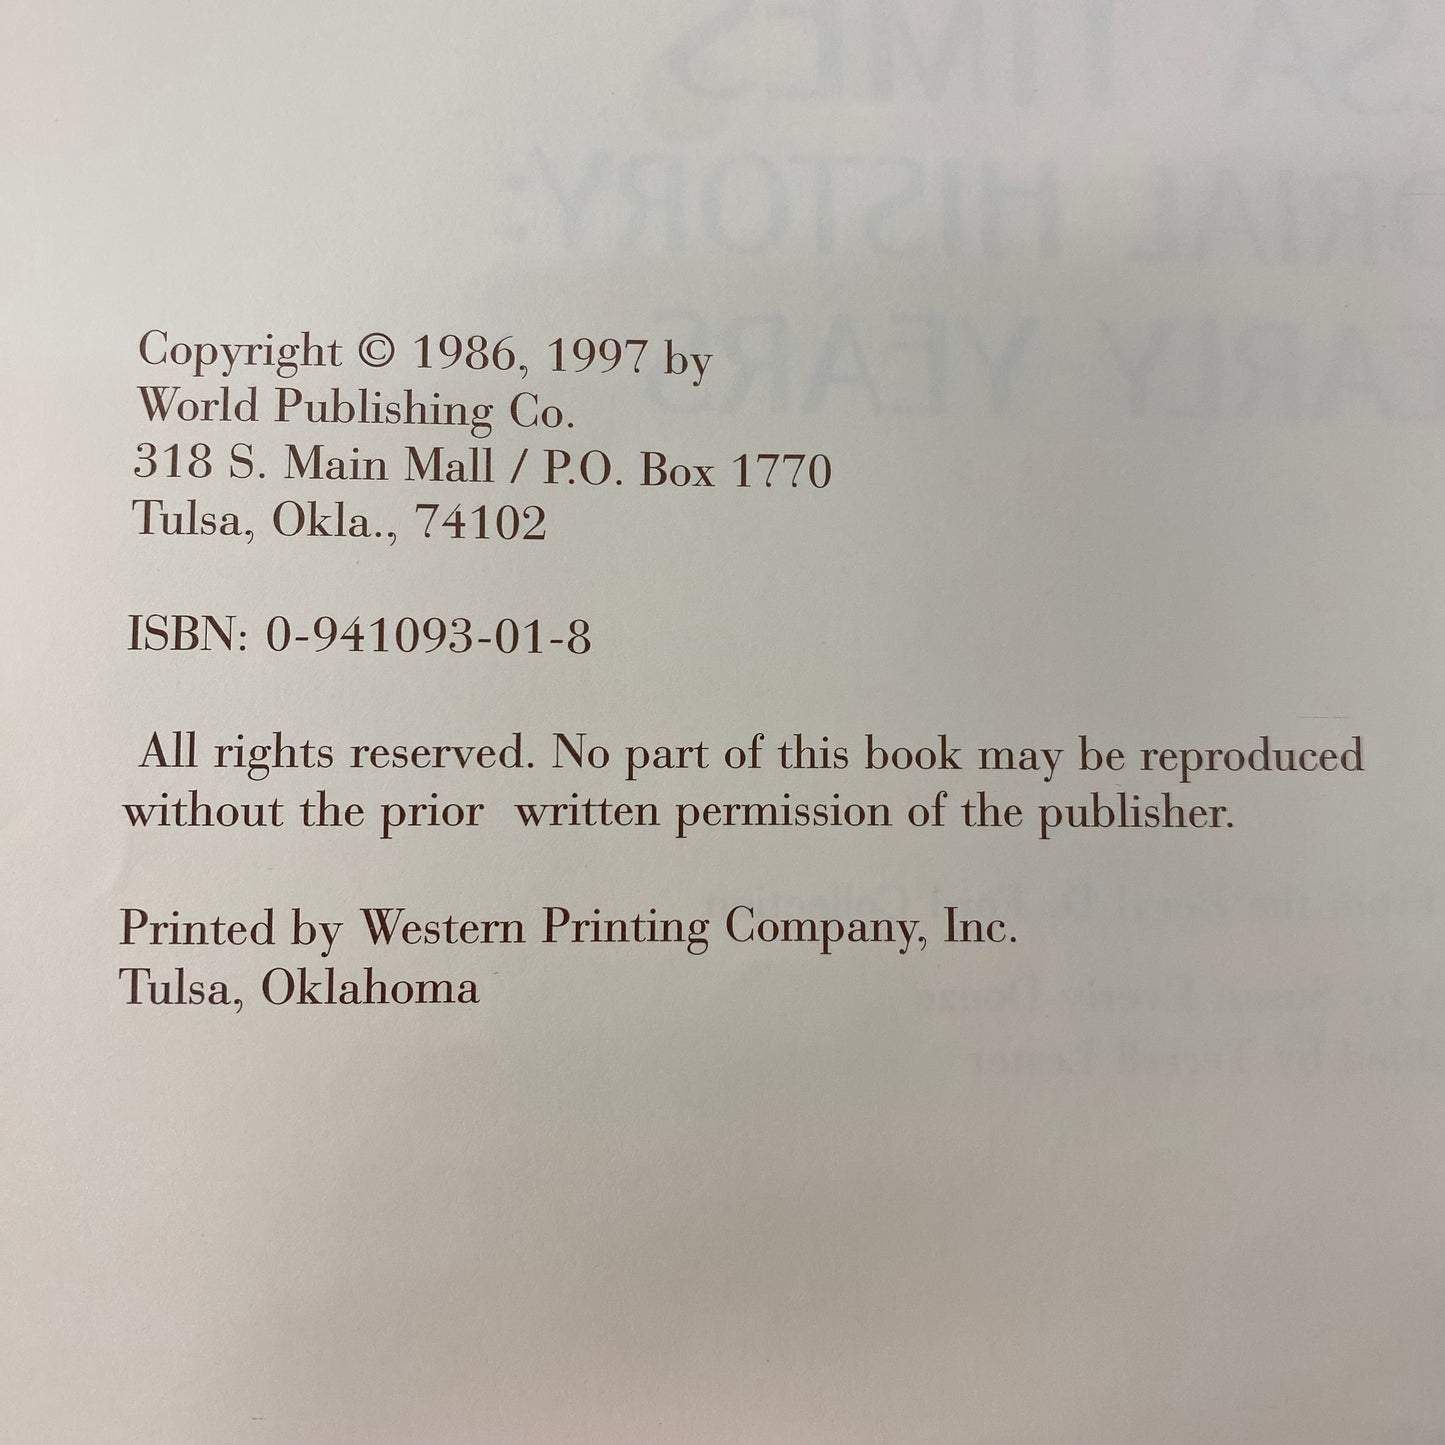 Copyright © 1986, 1997 by
World Publishing Co.
318 S. Main Mall / P.O. Box 1770
Tulsa, Okla., 74102
ISBN: 0-941093-01-8
All rights reserved. No part of this book may be reproduced
without the prior written permission of the publisher.
Printed by Western Printing Company, Inc.
Tulsa, Oklahoma